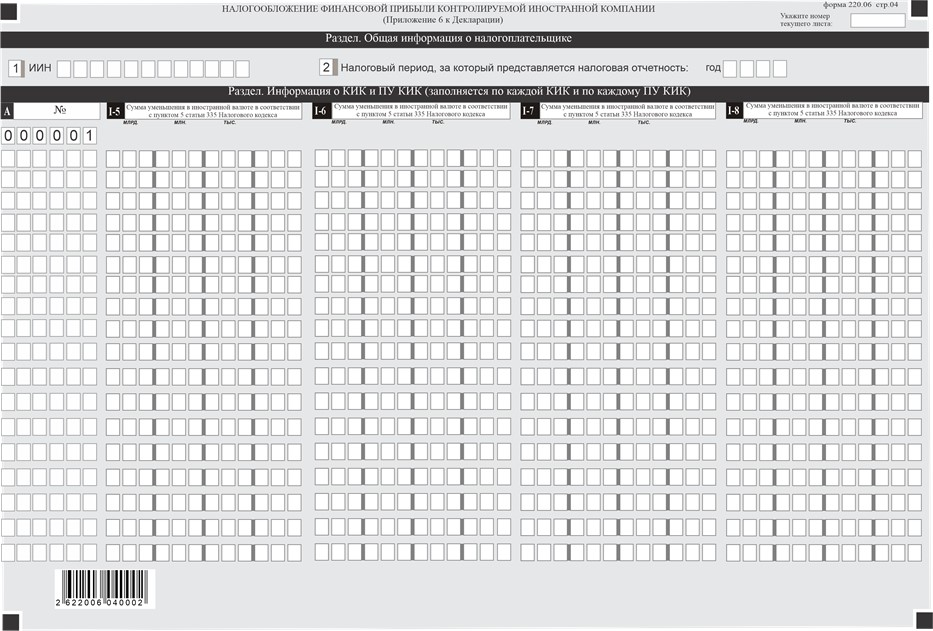 форма 220.06 стр.04
НАЛОГООБЛОЖЕНИЕ ФИНАНСОВОЙ ПРИБЫЛИ КОНТРОЛИРУЕМОЙ ИНОСТРАННОЙ КОМПАНИИ
(Приложение 6 к Декларации)
Укажите номер
текущего листа:
Раздел. Общая информация о налогоплательщике
1 ИИН 2 Налоговый период, за который представляется налоговая отчетность: год
Раздел. Информация о КИК и ПУ КИК (заполняется по каждой КИК и по каждому ПУ КИК)
A № I-5 Сумма уменьшения в иностранной валюте в соответствии
с пунктом 5 статьи 335 Налогового кодекса
I-6 Сумма уменьшения в иностранной валюте в соответствии
с пунктом 5 статьи 335 Налогового кодекса
I-7 Сумма уменьшения в иностранной валюте в соответствии
с пунктом 5 статьи 335 Налогового кодекса
I-8 Сумма уменьшения в иностранной валюте в соответствии
с пунктом 5 статьи 335 Налогового кодекса
МЛРД. МЛН. ТЫС. МЛРД. МЛН. ТЫС. МЛРД. МЛН. ТЫС. МЛРД. МЛН. ТЫС.
000001
2 622006 040002